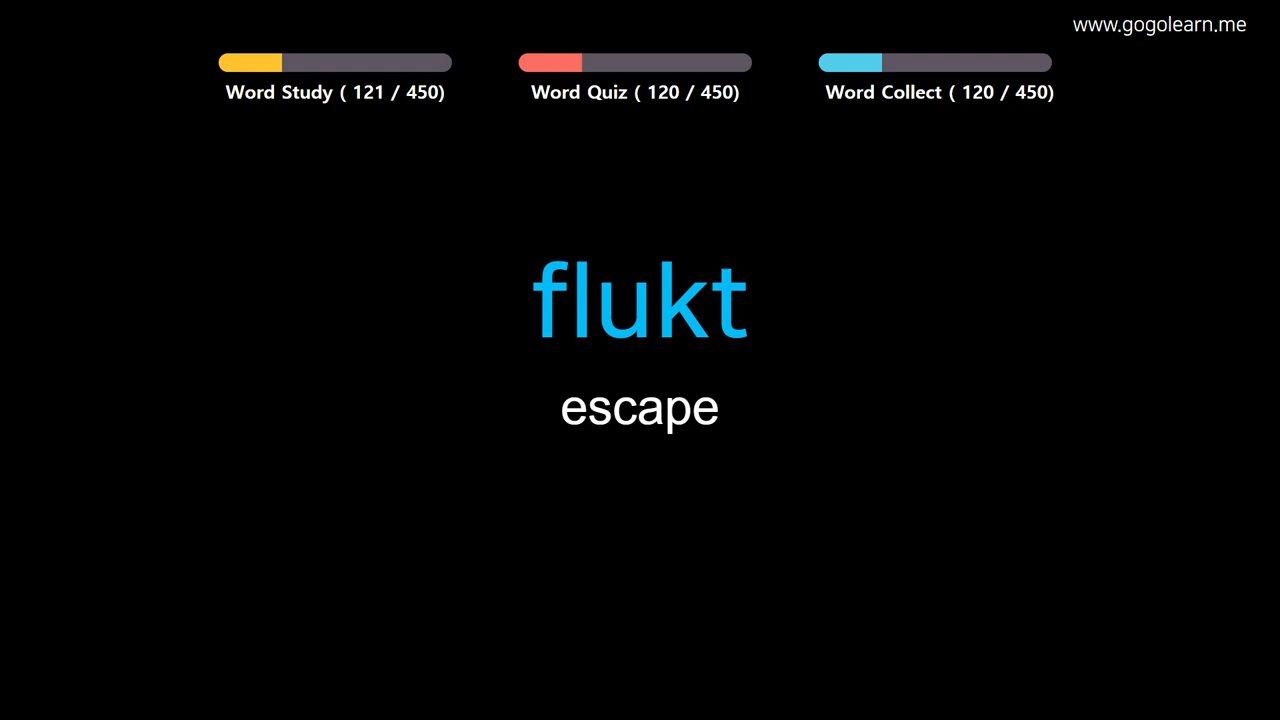 www.gogolearn.me
Word Study ( 121 / 450)
Word Quiz ( 120 / 450)
Word Collect ( 120 / 450)
flukt
escape